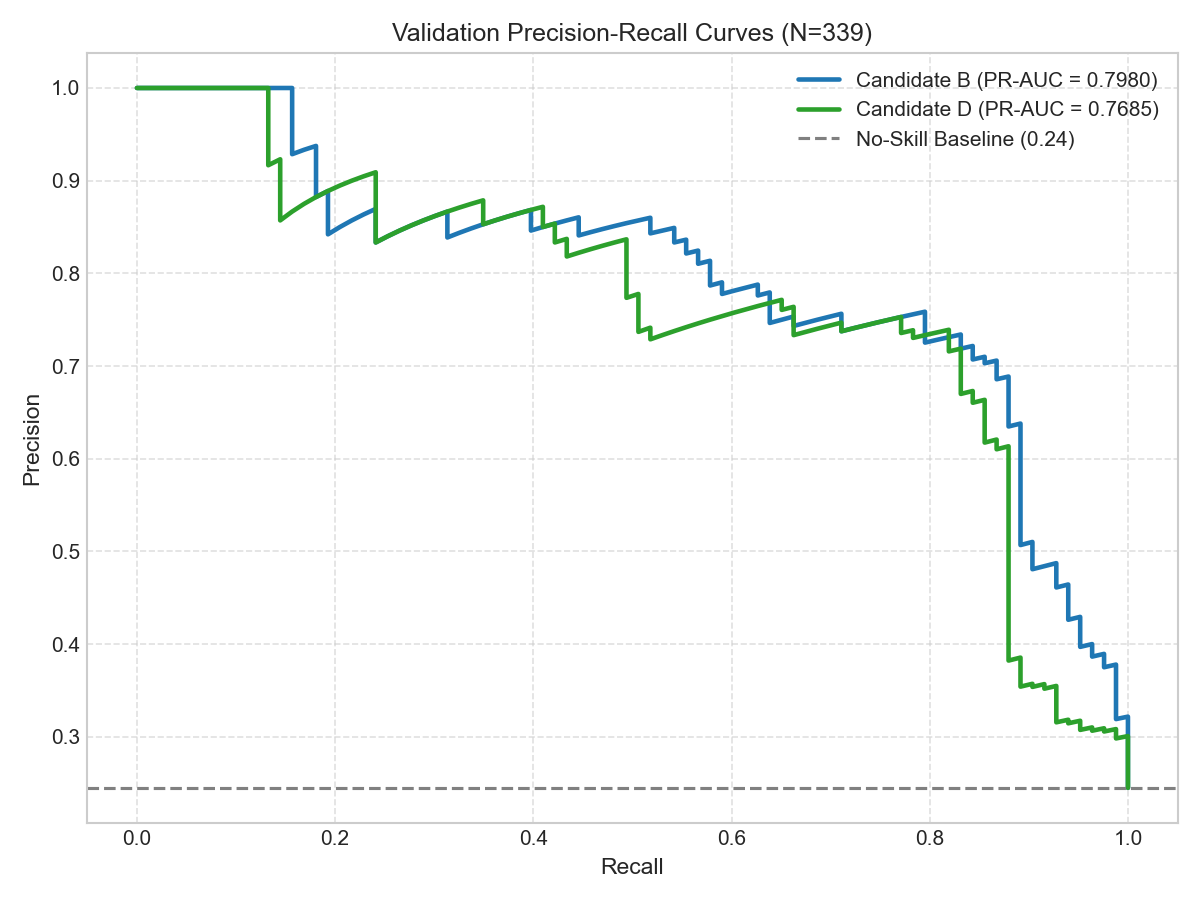 Validation Precision-Recall Curves (N=339)
Candidate B (PR-AUC = 0.7980)
Candidate D (PR-AUC = 0.7685)
No-Skill Baseline (0.24)
Precision
1.0
0.9
0.8
0.7
0.6
0.5
0.4
0.3
0.0 0.2 0.4 0.6 0.8 1.0
Recall